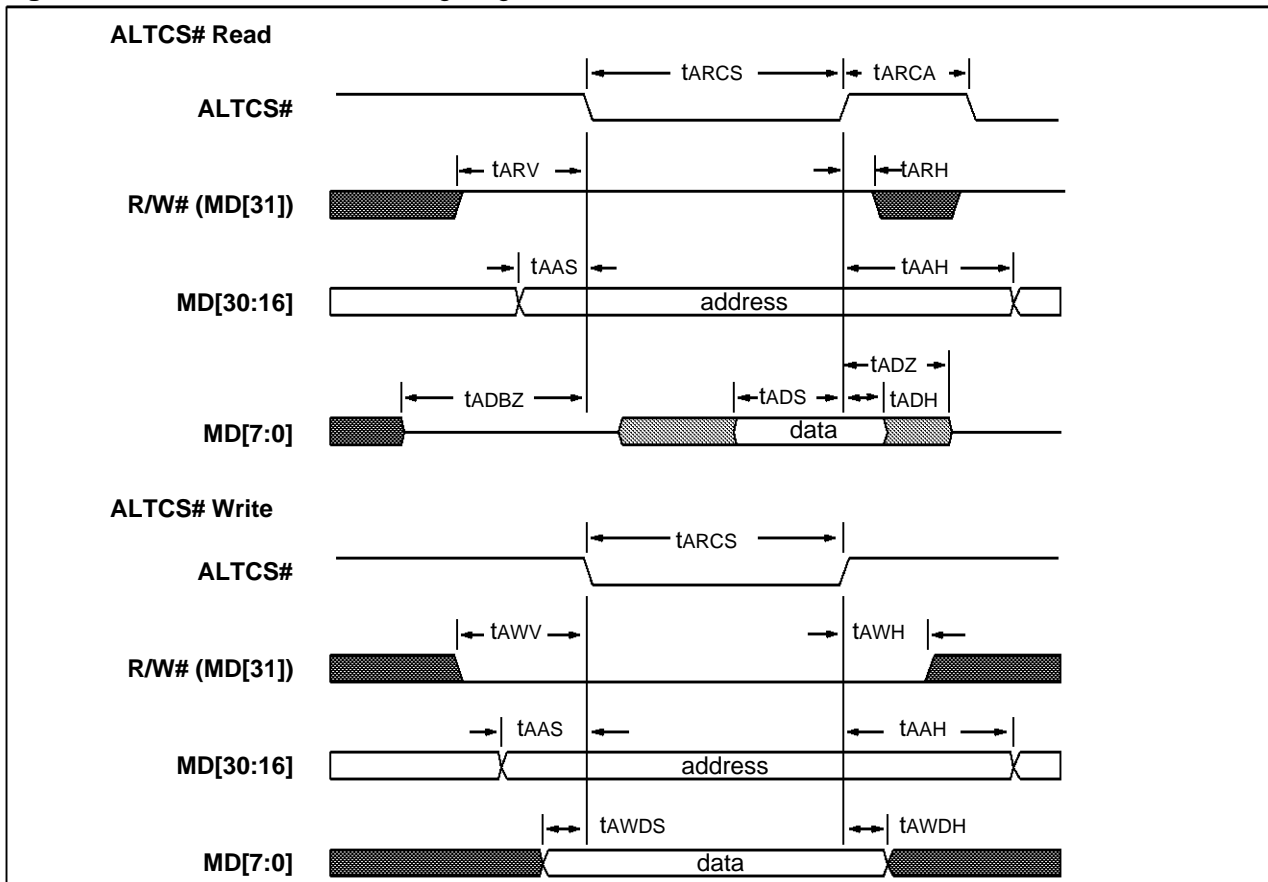 ALTCS# Read
tARCS tARCA
ALTCS#
tARV tARH
R/W# (MD[31])
tAAS tAAH
MD[30:16] address
tADZ
tADBZ tADS tADH
MD[7:0] data
ALTCS# Write
tARCS
ALTCS#
tAWV tAWH
R/W# (MD[31])
tAAS tAAH
MD[30:16] address
tAWDS tAWDH
MD[7:0] data